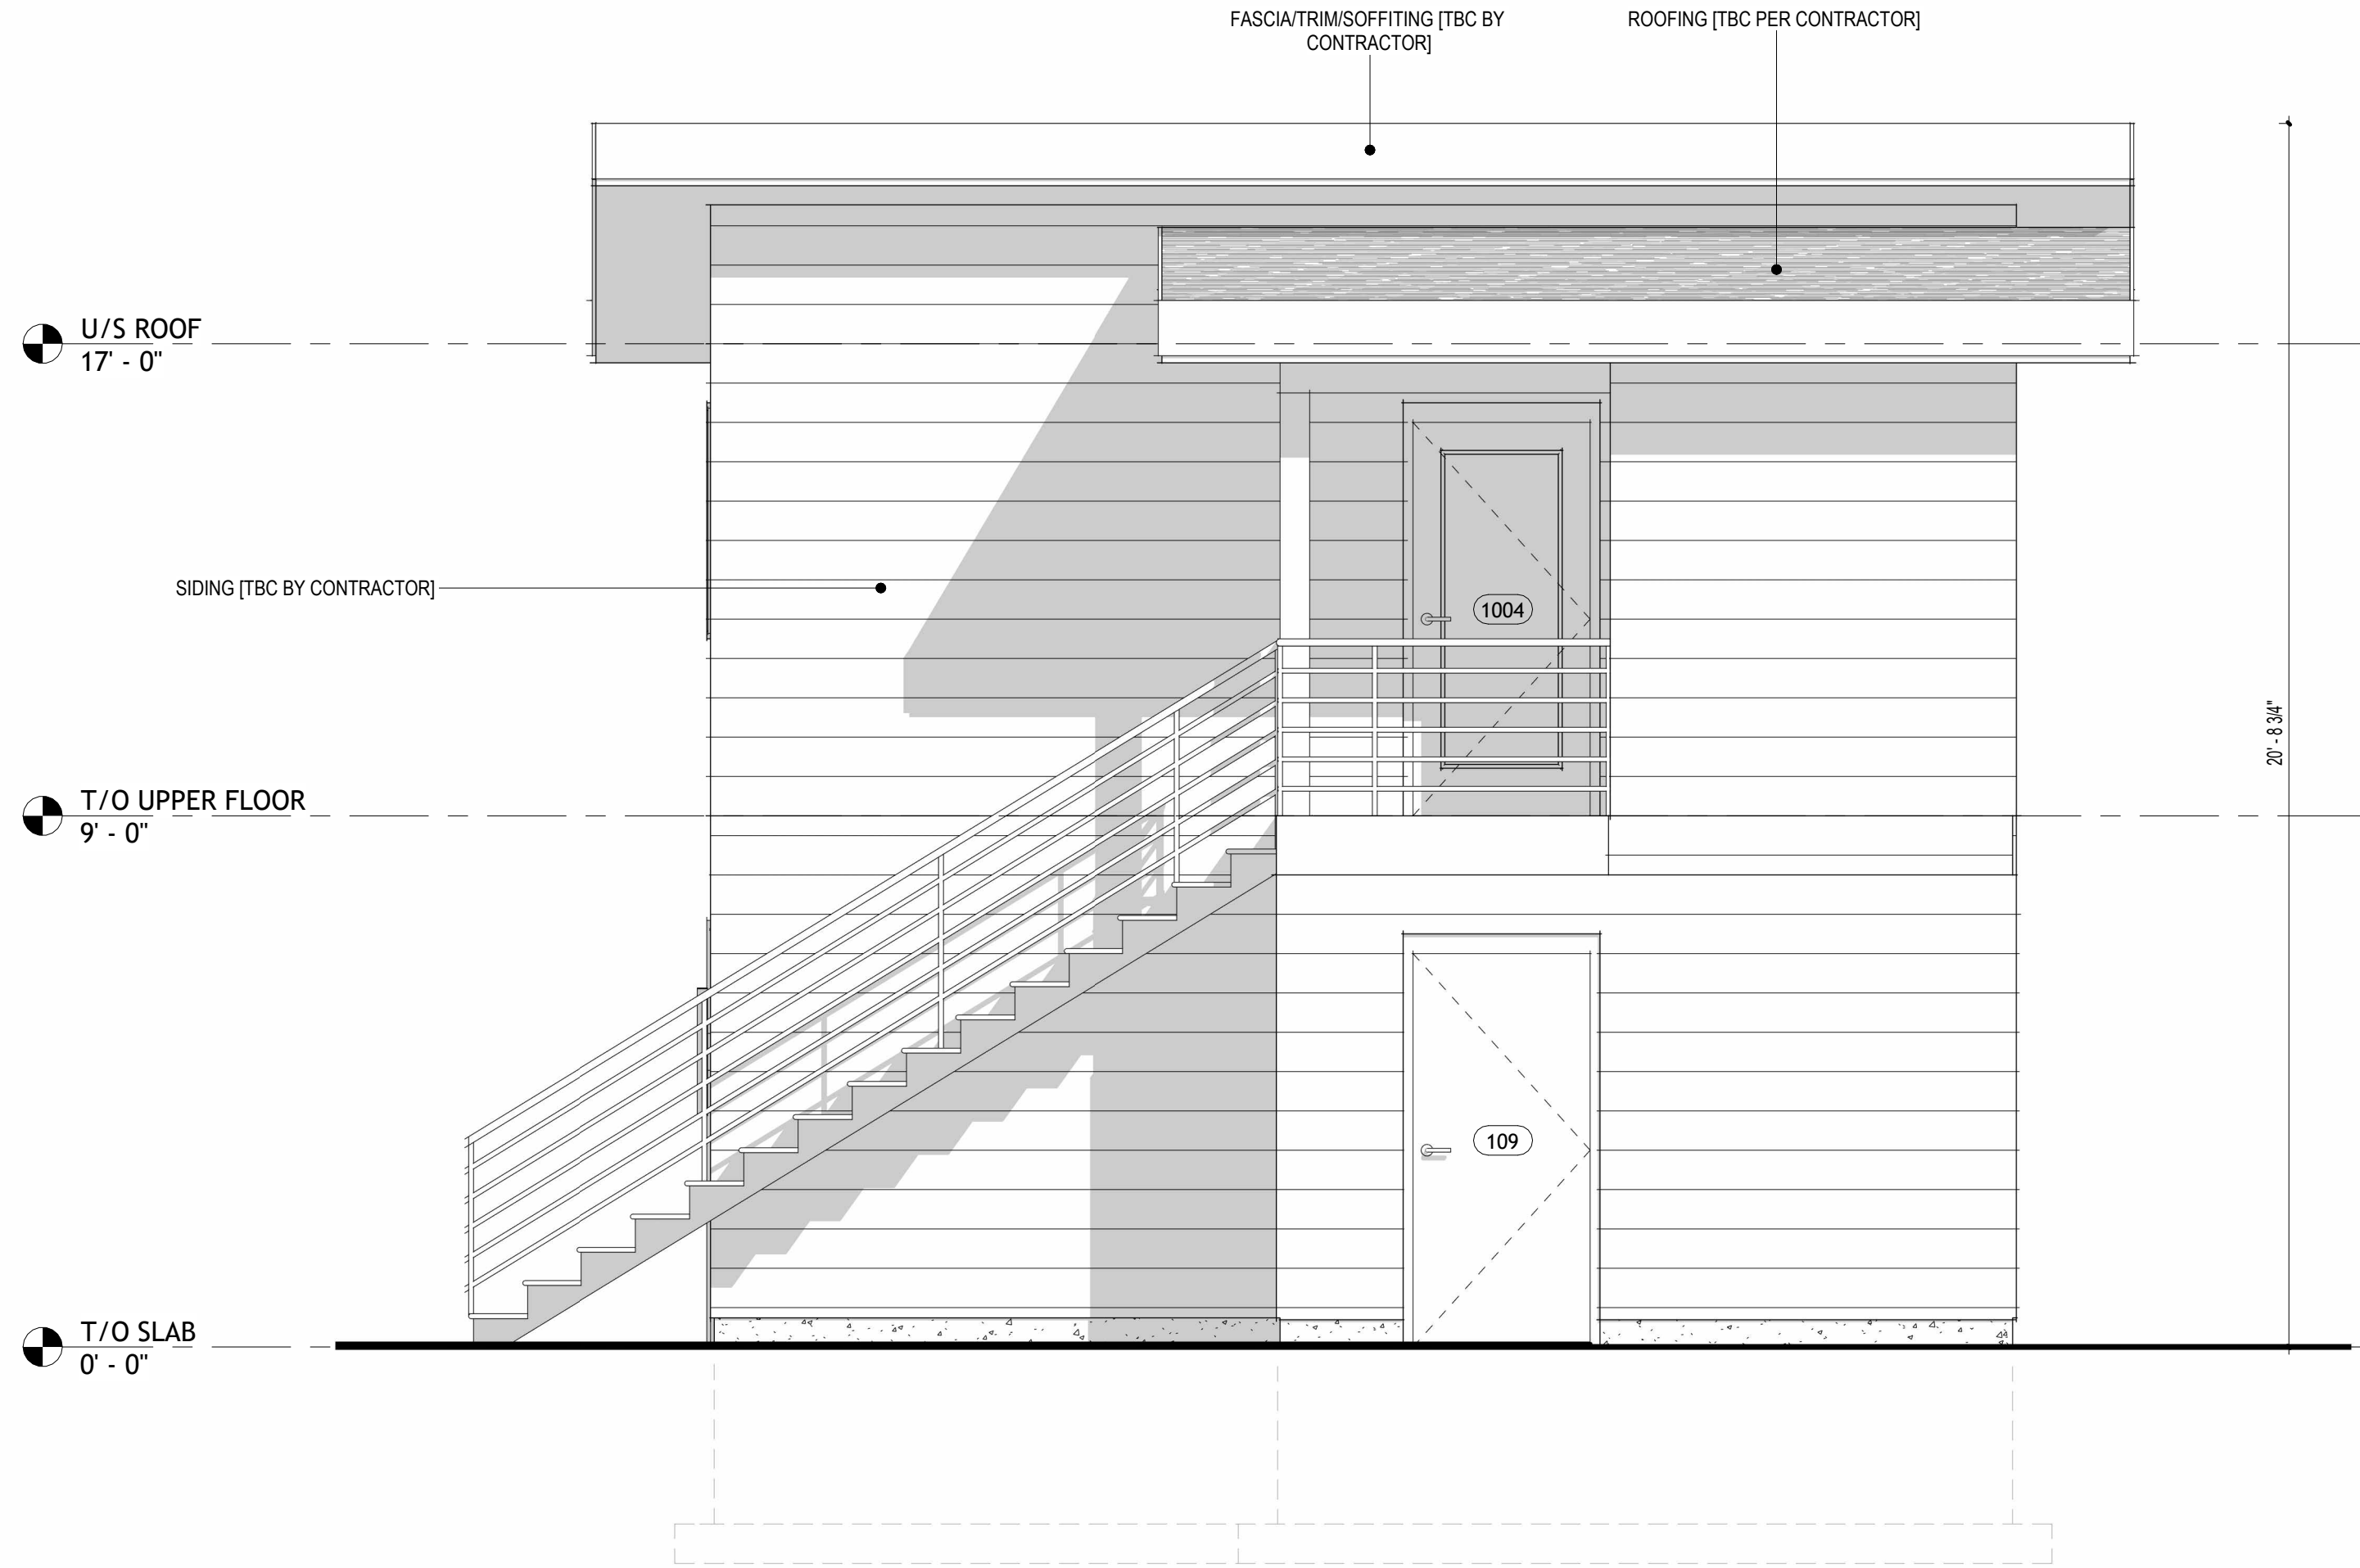 FASCIA/TRIM/SOFFITING [TBC BY
CONTRACTOR]
ROOFING [TBC PER CONTRACTOR]
U/S ROOF
17' - 0"
SIDING [TBC BY CONTRACTOR]
1004
20' - 8 3/4"
T/O UPPER FLOOR
9' - 0"
109
T/O SLAB
0' - 0"